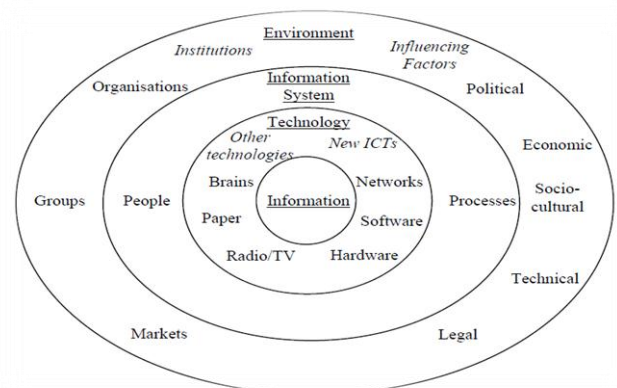 Environment
Institutions
Influencing
Factors
Organisations
Political
Information
System
Technology
Other
technologies
New ICTs
Economic
Brains
Networks
Groups
People
Information
Processes
Socio-
cultural
Paper
Software
Radio/TV
Hardware
Technical
Markets
Legal